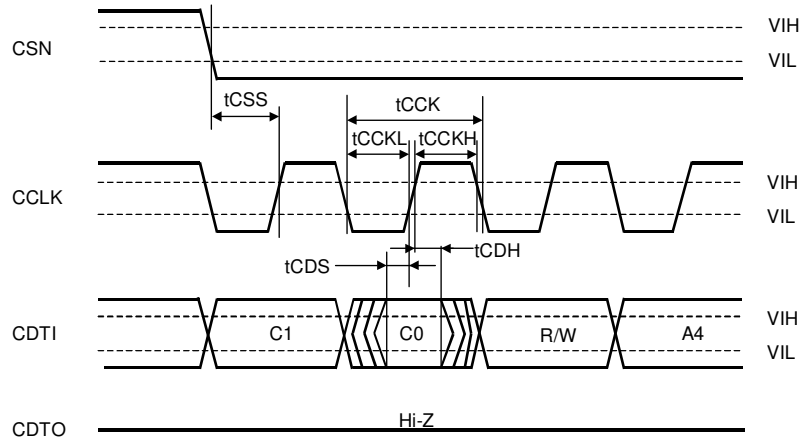 CSN
VIH
VIL
tCSS
tCCK
tCCKL
tCCKH
CCLK
VIH
VIL
tCDS
tCDH
CDTI
C1
C0
R/W
A4
VIH
VIL
CDTO
Hi-Z